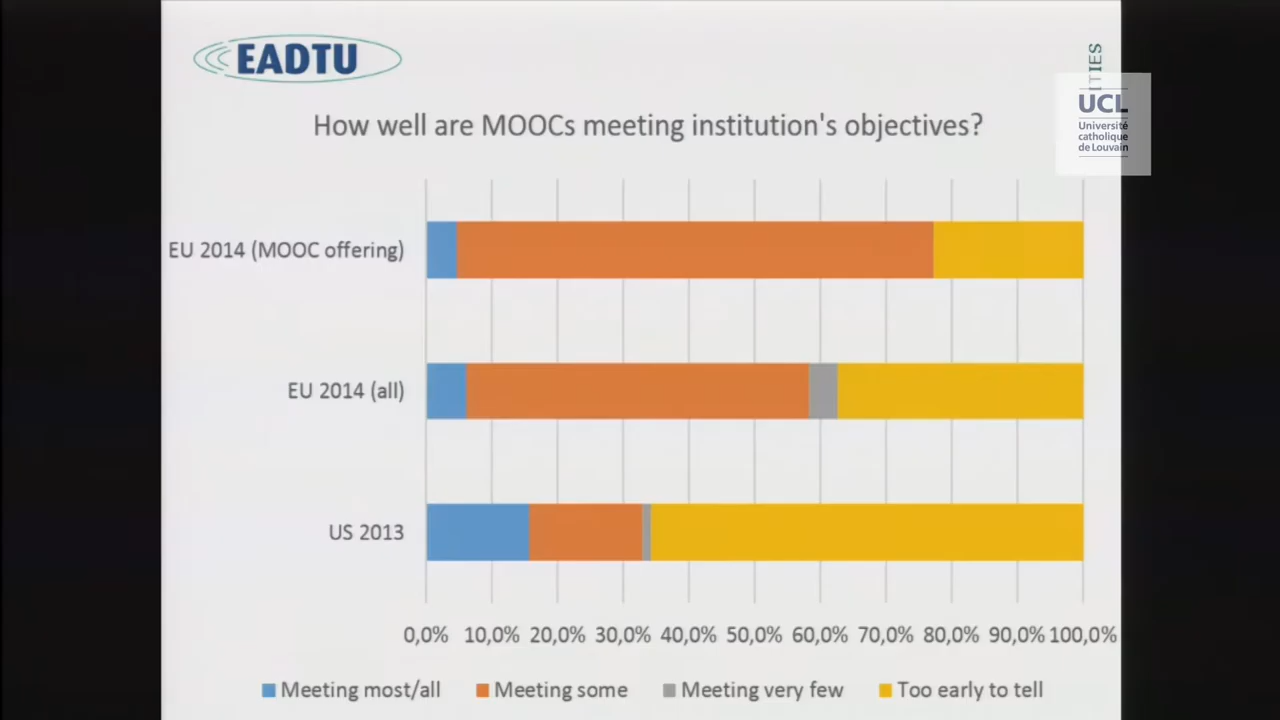 EADTU
ITIES
UCL
Université
catholique
de Louvain
How well are MOOCs meeting institution's objectives?
EU 2014 (MOOC offering)
EU 2014 (all)
US 2013
0,0% 10,0% 20,0% 30,0% 40,0% 50,0% 60,0% 70,0% 80,0% 90,0% 100,0%
Meeting most/all Meeting some Meeting very few Too early to tell